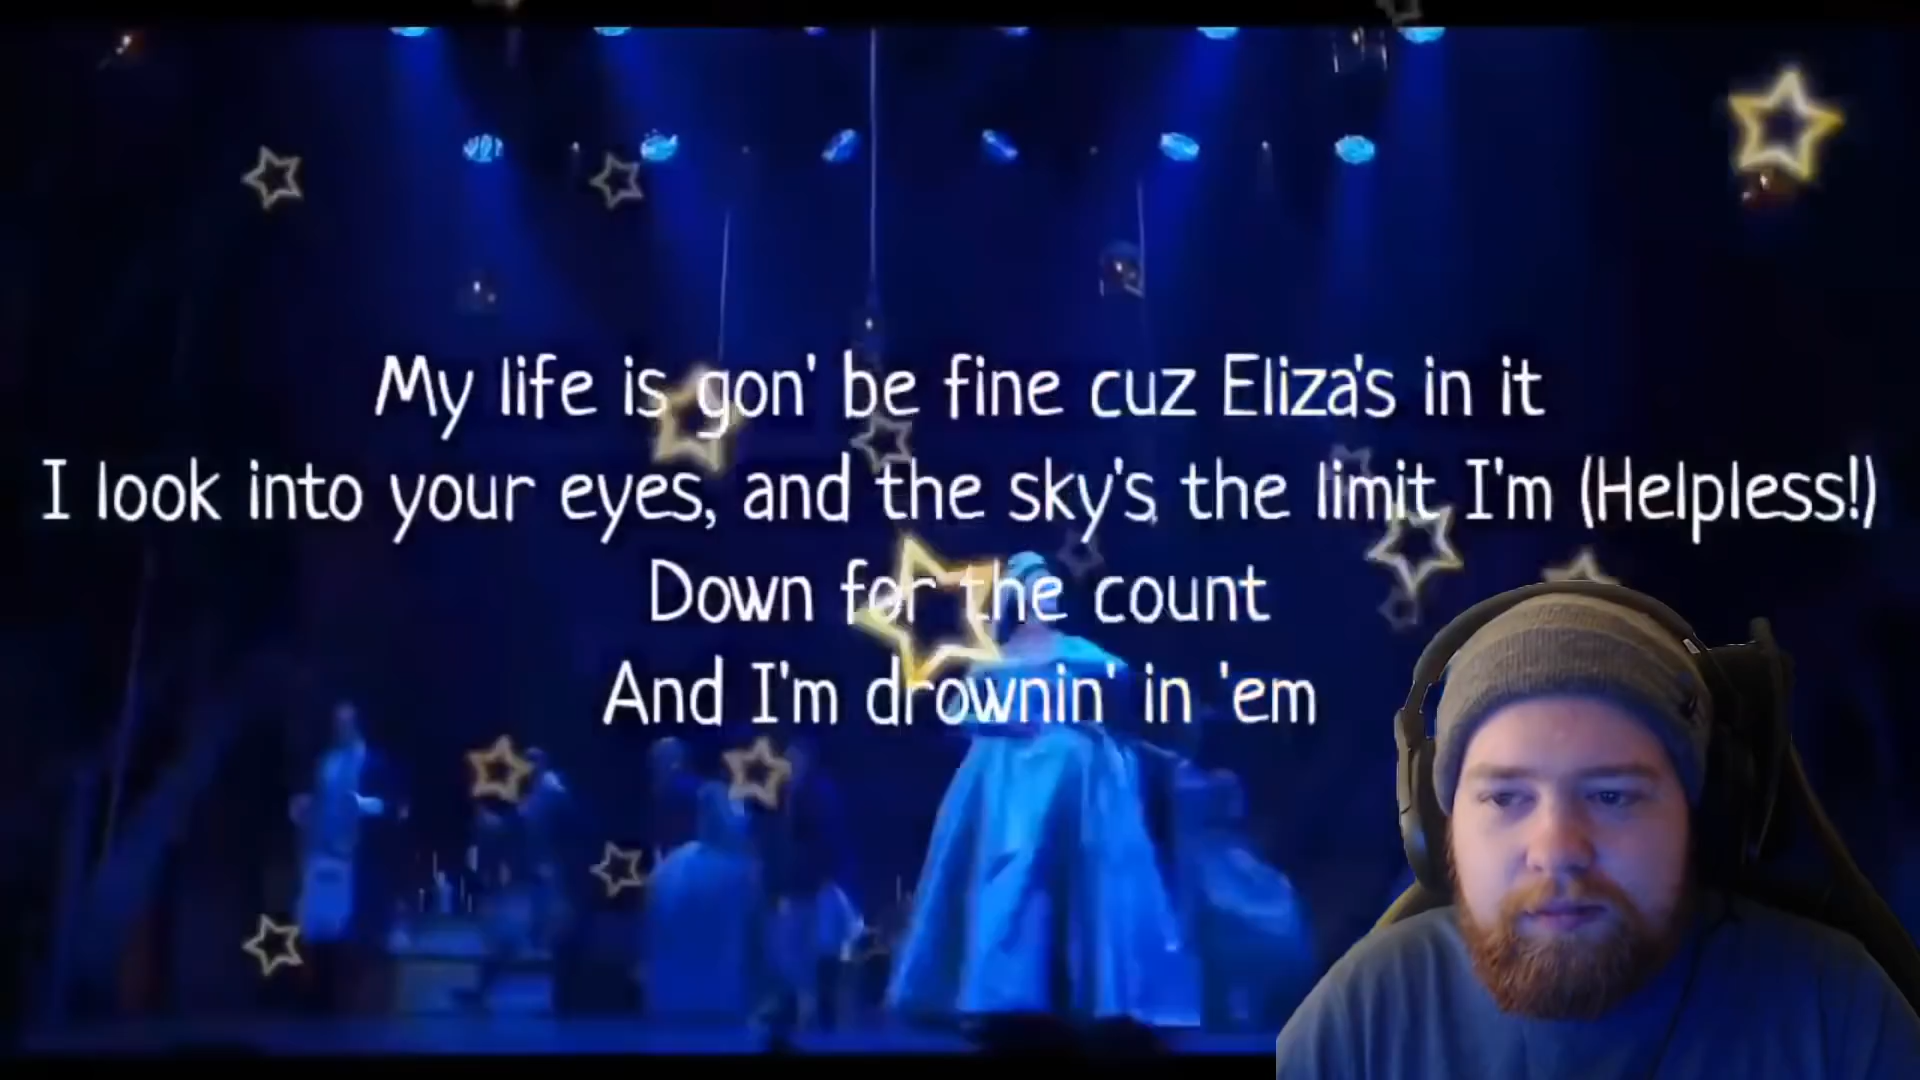 My life is gon' be fine cuz Eliza's in it
I look into your eyes, and the sky's the limit I'm (Helpless!)
Down for the count
And I'm drownin' in 'em